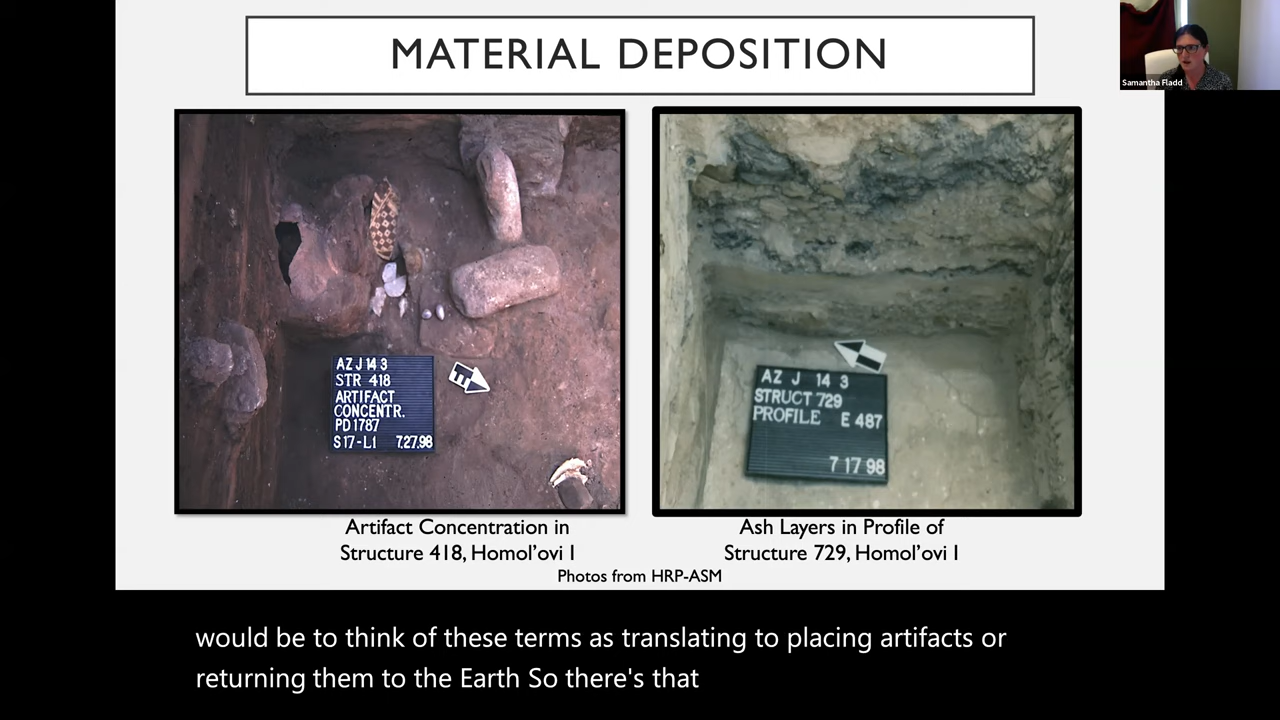 MATERIAL DEPOSITION
Samantha Fladd
AZ J 14 3
STR 418
ARTIFACT
CONCENTR.
PD 1787
S17-L1 7.27.98
E
AZ J 14 3
STRUCT 729
PROFILE E 487
7 17 98
Artifact Concentration in
Structure 418, Homol'ovi I
Ash Layers in Profile of
Structure 729, Homol'ovi I
Photos from HRP-ASM
would be to think of these terms as translating to placing artifacts or
returning them to the Earth So there's that